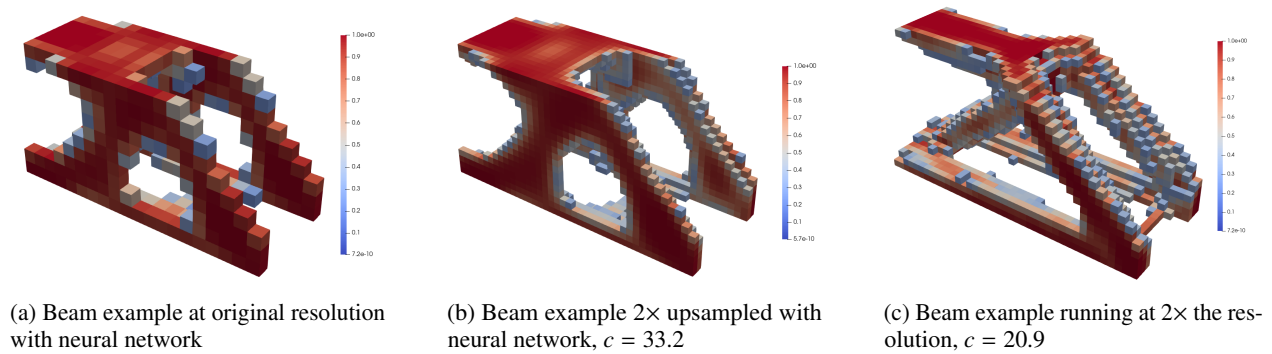 1.0e+00
0.9
0.8
0.7
0.6
0.5
0.4
0.3
0.2
0.1
7.2e-10
1.0e+00
0.9
0.8
0.7
0.6
0.5
0.4
0.3
0.2
0.1
5.7e-10
1.0e+00
0.9
0.8
0.7
0.6
0.5
0.4
0.3
0.2
0.1
7.2e-10
(a) Beam example at original resolution
with neural network
(b) Beam example 2× upsampled with
neural network, c = 33.2
(c) Beam example running at 2× the res-
olution, c = 20.9